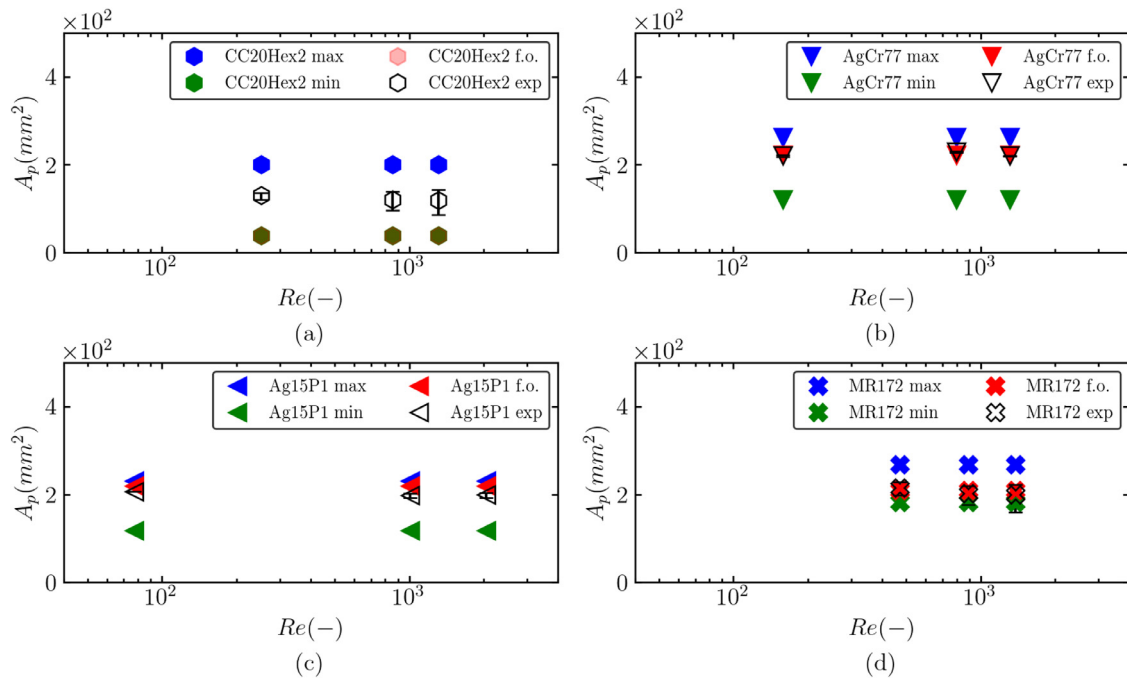 ×10² ×10²
CC20Hex2 max CC20Hex2 f.o.
CC20Hex2 min CC20Hex2 exp
AgCr77 max AgCr77 f.o.
AgCr77 min AgCr77 exp
4 4
2 2
0 0
A_p(mm²) A_p(mm²)
10² 10³ 10² 10³
Re(−) Re(−)
(a) (b)
×10² ×10²
Ag15P1 max Ag15P1 f.o.
Ag15P1 min Ag15P1 exp
MR172 max MR172 f.o.
MR172 min MR172 exp
4 4
2 2
0 0
A_p(mm²) A_p(mm²)
10² 10³ 10² 10³
Re(−) Re(−)
(c) (d)